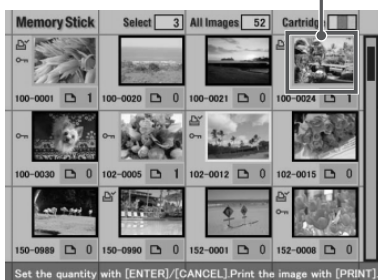 Memory Stick Select 3 All Images 52 Cartridge
100-0001 1 100-0020 0 100-0021 0 100-0024 1
100-0030 0 102-0005 1 102-0012 0 102-0015 0
150-0989 0 150-0990 0 152-0001 0 152-0008 0
Set the quantity with [ENTER]/[CANCEL].Print the image with [PRINT]